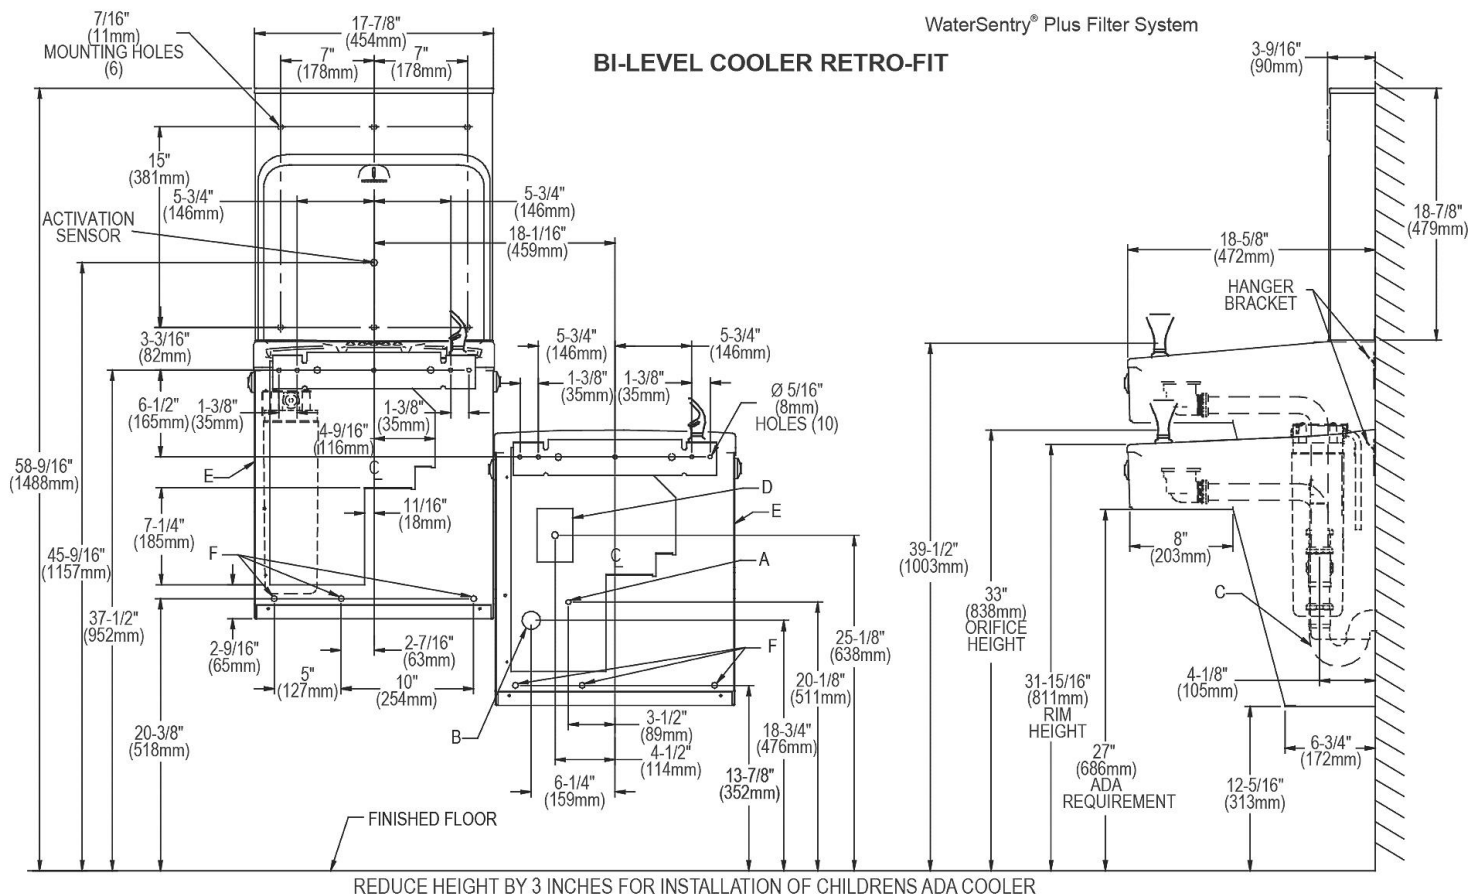 WaterSentry® Plus Filter System
BI-LEVEL COOLER RETRO-FIT
7/16"
(11mm)
MOUNTING HOLES
(6)
17-7/8"
(454mm)
7"
(178mm)
7"
(178mm)
3-9/16"
(90mm)
15"
(381mm)
5-3/4"
(146mm)
5-3/4"
(146mm)
ACTIVATION
SENSOR
18-1/16"
(459mm)
18-7/8"
(479mm)
18-5/8"
(472mm)
HANGER
BRACKET
3-3/16"
(82mm)
5-3/4"
(146mm)
5-3/4"
(146mm)
6-1/2"
(165mm)
1-3/8"
(35mm)
1-3/8"
(35mm)
1-3/8"
(35mm)
1-3/8"
(35mm)
Ø 5/16"
(8mm)
HOLES (10)
4-9/16"
(116mm)
58-9/16"
(1488mm)
E
C
D
E
11/16"
(18mm)
7-1/4"
(185mm)
45-9/16"
(1157mm)
F
C
A
39-1/2"
(1003mm)
8"
(203mm)
33"
(838mm)
ORIFICE
HEIGHT
C
37-1/2"
(952mm)
2-9/16"
(65mm)
2-7/16"
(63mm)
5"
(127mm)
10"
(254mm)
F
25-1/8"
(638mm)
20-1/8"
(511mm)
31-15/16"
(811mm)
RIM
HEIGHT
4-1/8"
(105mm)
20-3/8"
(518mm)
B
3-1/2"
(89mm)
18-3/4"
(476mm)
4-1/2"
(114mm)
6-1/4"
(159mm)
13-7/8"
(352mm)
27"
(686mm)
ADA
REQUIREMENT
6-3/4"
(172mm)
12-5/16"
(313mm)
FINISHED FLOOR
REDUCE HEIGHT BY 3 INCHES FOR INSTALLATION OF CHILDRENS ADA COOLER